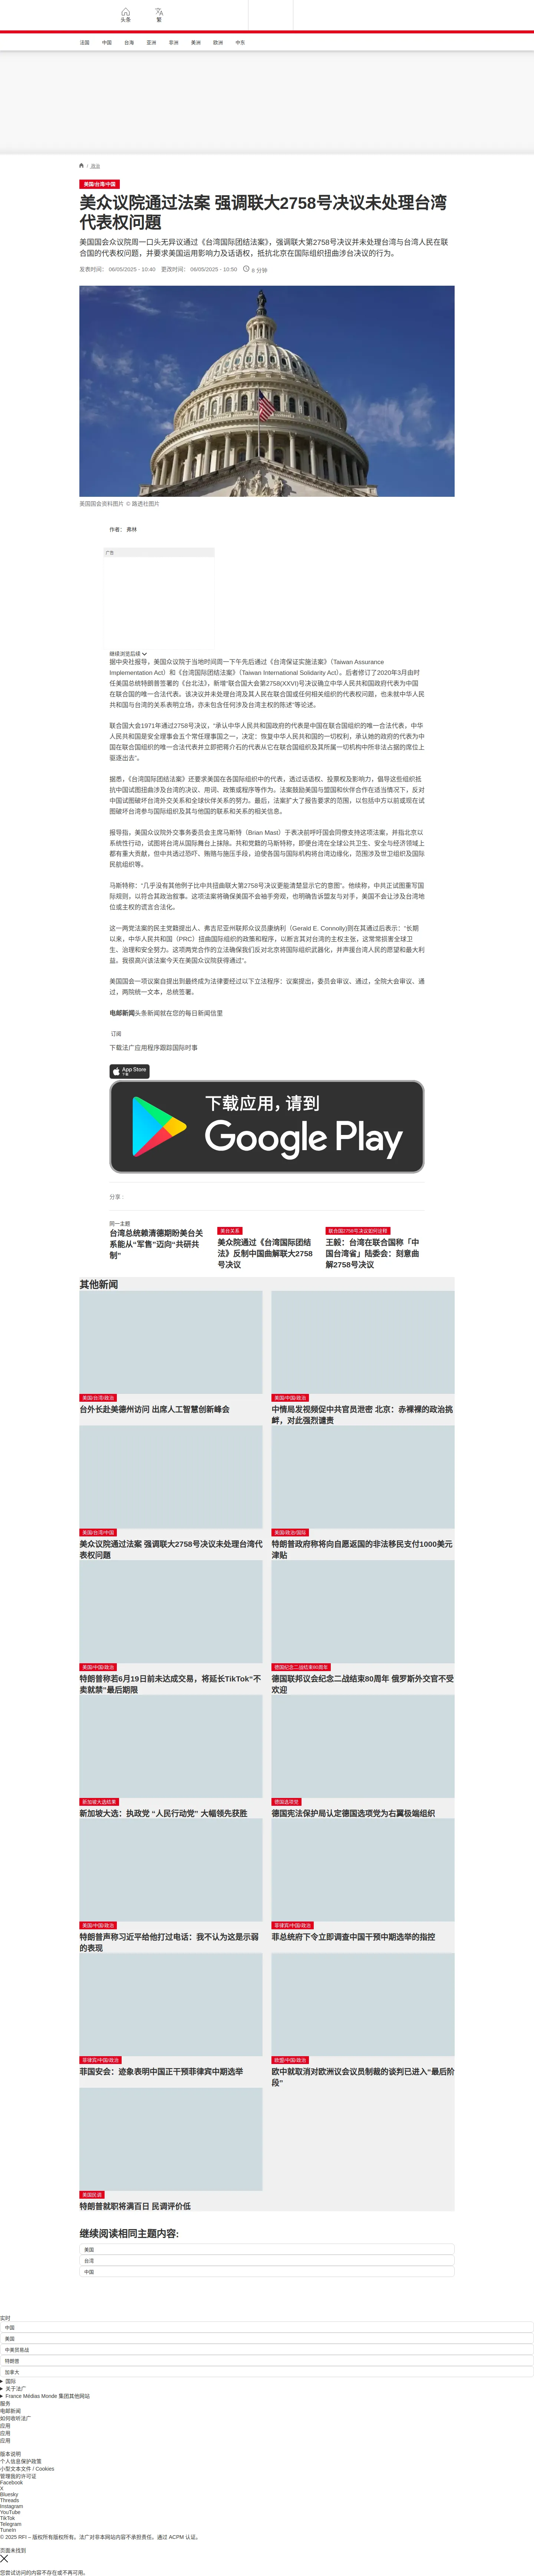 头条
繁
法国
中国
台海
亚洲
非洲
美洲
欧洲
中东
/ 政治
美国/台湾/中国
美众议院通过法案 强调联大2758号决议未处理台湾
代表权问题
美国国会众议院周一口头无异议通过《台湾国际团结法案》，强调联大第2758号决议并未处理台湾与台湾人民在联
合国的代表权问题，并要求美国运用影响力及话语权，抵抗北京在国际组织扭曲涉台决议的行为。
发表时间： 06/05/2025 - 10:40 更改时间： 06/05/2025 - 10:50 8 分钟
美国国会资料图片 © 路透社图片
作者： 弗林
广告
继续浏览后续
据中央社报导，美国众议院于当地时间周一下午先后通过《台湾保证实施法案》（Taiwan Assurance
Implementation Act）和《台湾国际团结法案》（Taiwan International Solidarity Act）。后者修订了2020年3月由时
任美国总统特朗普签署的《台北法》，新增“联合国大会第2758(XXVI)号决议确立中华人民共和国政府代表为中国
在联合国的唯一合法代表。该决议并未处理台湾及其人民在联合国或任何相关组织的代表权问题，也未就中华人民
共和国与台湾的关系表明立场，亦未包含任何涉及台湾主权的陈述”等论述。
联合国大会1971年通过2758号决议，“承认中华人民共和国政府的代表是中国在联合国组织的唯一合法代表，中华
人民共和国是安全理事会五个常任理事国之一，决定：恢复中华人民共和国的一切权利，承认她的政府的代表为中
国在联合国组织的唯一合法代表并立即把蒋介石的代表从它在联合国组织及其所属一切机构中所非法占据的席位上
驱逐出去”。
据悉，《台湾国际团结法案》还要求美国在各国际组织中的代表，透过话语权、投票权及影响力，倡导这些组织抵
抗中国试图扭曲涉及台湾的决议、用词、政策或程序等作为。法案鼓励美国与盟国和伙伴合作在适当情况下，反对
中国试图破坏台湾外交关系和全球伙伴关系的努力。最后，法案扩大了报告要求的范围，以包括中方以前或现在试
图破坏台湾参与国际组织及其与他国的联系和关系的相关信息。
报导指，美国众议院外交事务委员会主席马斯特（Brian Mast）于表决前呼吁国会同僚支持这项法案，并指北京以
系统性行动，试图将台湾从国际舞台上抹除。共和党籍的马斯特称，即便台湾在全球公共卫生、安全与经济领域上
都有重大贡献，但中共透过恐吓、贿赂与施压手段，迫使各国与国际机构将台湾边缘化，范围涉及世卫组织及国际
民航组织等。
马斯特称：“几乎没有其他例子比中共扭曲联大第2758号决议更能清楚显示它的意图”。他续称，中共正试图重写国
际规则，以符合其政治叙事。这项法案将确保美国不会袖手旁观，也明确告诉盟友与对手，美国不会让涉及台湾地
位或主权的谎言合法化。
这一两党法案的民主党籍提出人、弗吉尼亚州联邦众议员康纳利（Gerald E. Connolly)则在其通过后表示：“长期
以来，中华人民共和国（PRC）扭曲国际组织的政策和程序，以断言其对台湾的主权主张，这常常损害全球卫
生、治理和安全努力。这项两党合作的立法确保我们反对北京将国际组织武器化，并声援台湾人民的愿望和最大利
益。我很高兴该法案今天在美国众议院获得通过”。
美国国会一项议案自提出到最终成为法律要经过以下立法程序：议案提出，委员会审议、通过，全院大会审议、通
过，两院统一文本，总统签署。
电邮新闻头条新闻就在您的每日新闻信里
订阅
下载法广应用程序跟踪国际时事
App Store
下载
下载应用，请到
Google Play
分享 :
同一主题
台湾总统赖清德期盼美台关
系能从“军售”迈向“共研共
制”
美台关系
美众院通过《台湾国际团结
法》反制中国曲解联大2758
号决议
联合国2758号决议如何诠释
王毅：台湾在联合国称「中
国台湾省」陆委会：刻意曲
解2758号决议
其他新闻
美国/台湾/政治
台外长赴美德州访问 出席人工智慧创新峰会
美国/中国/政治
中情局发视频促中共官员泄密 北京：赤裸裸的政治挑
衅，对此强烈谴责
美国/台湾/中国
美众议院通过法案 强调联大2758号决议未处理台湾代
表权问题
美国/政治/国际
特朗普政府称将向自愿返国的非法移民支付1000美元
津贴
美国/中国/政治
特朗普称若6月19日前未达成交易，将延长TikTok“不
卖就禁”最后期限
德国纪念二战结束80周年
德国联邦议会纪念二战结束80周年 俄罗斯外交官不受
欢迎
新加坡大选结果
新加坡大选：执政党 “人民行动党” 大幅领先获胜
德国选项党
德国宪法保护局认定德国选项党为右翼极端组织
美国/中国/政治
特朗普声称习近平给他打过电话：我不认为这是示弱
的表现
菲律宾/中国/政治
菲总统府下令立即调查中国干预中期选举的指控
菲律宾/中国/政治
菲国安会：迹象表明中国正干预菲律宾中期选举
欧盟/中国/政治
欧中就取消对欧洲议会议员制裁的谈判已进入“最后阶
段”
美国民调
特朗普就职将满百日 民调评价低
继续阅读相同主题内容:
美国
台湾
中国
实时
中国
美国
中美贸易战
特朗普
加拿大
国际
关于法广
France Médias Monde 集团其他网站
服务
电邮新闻
如何收听法广
应用
应用
应用
版本说明
个人信息保护政策
小型文本文件 / Cookies
管理我的许可证
Facebook
X
Bluesky
Threads
Instagram
YouTube
TikTok
Telegram
TuneIn
© 2025 RFI – 版权所有版权所有。法广对非本网站内容不承担责任。通过 ACPM 认证。
页面未找到
您尝试访问的内容不存在或不再可用。